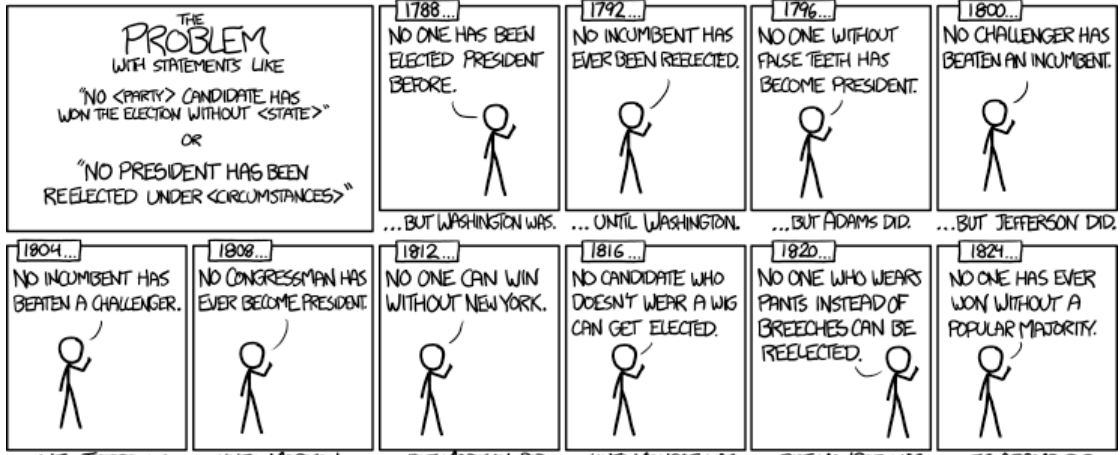 THE
PROBLEM
WITH STATEMENTS LIKE
"NO <PARTY> CANDIDATE HAS
WON THE ELECTION WITHOUT <STATE>"
OR
"NO PRESIDENT HAS BEEN
REELECTED UNDER <CIRCUMSTANCES>"
1788...
NO ONE HAS BEEN
ELECTED PRESIDENT
BEFORE.
...BUT WASHINGTON WAS.
1792...
NO INCUMBENT HAS
EVER BEEN REELECTED.
...UNTIL WASHINGTON.
1796...
NO ONE WITHOUT
FALSE TEETH HAS
BECOME PRESIDENT.
...BUT ADAMS DID.
1800...
NO CHALLENGER HAS
BEATEN AN INCUMBENT.
...BUT JEFFERSON DID.
1804...
NO INCUMBENT HAS
BEATEN A CHALLENGER.
1808...
NO CONGRESSMAN HAS
EVER BECOME PRESIDENT.
1812...
NO ONE CAN WIN
WITHOUT NEW YORK.
1816...
NO CANDIDATE WHO
DOESN'T WEAR A WIG
CAN GET ELECTED.
1820...
NO ONE WHO WEARS
PANTS INSTEAD OF
BREECHES CAN BE
REELECTED.
1824...
NO ONE HAS EVER
WON WITHOUT A
POPULAR MAJORITY.